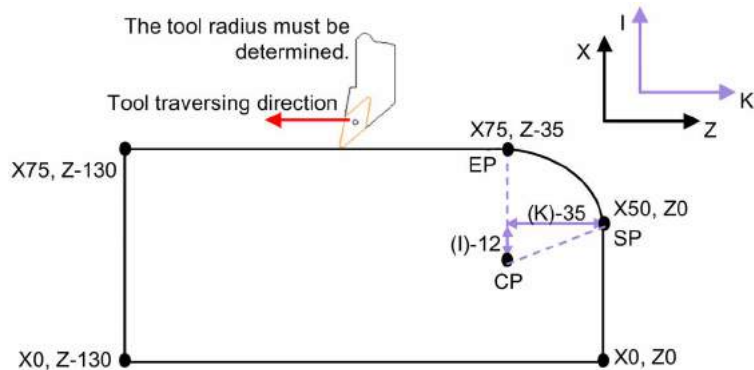 The tool radius must be
determined.
Tool traversing direction
I
X
K
Z
X75, Z-35
EP
X75, Z-130
(K)-35
X50, Z0
SP
(I)-12
CP
X0, Z-130
X0, Z0